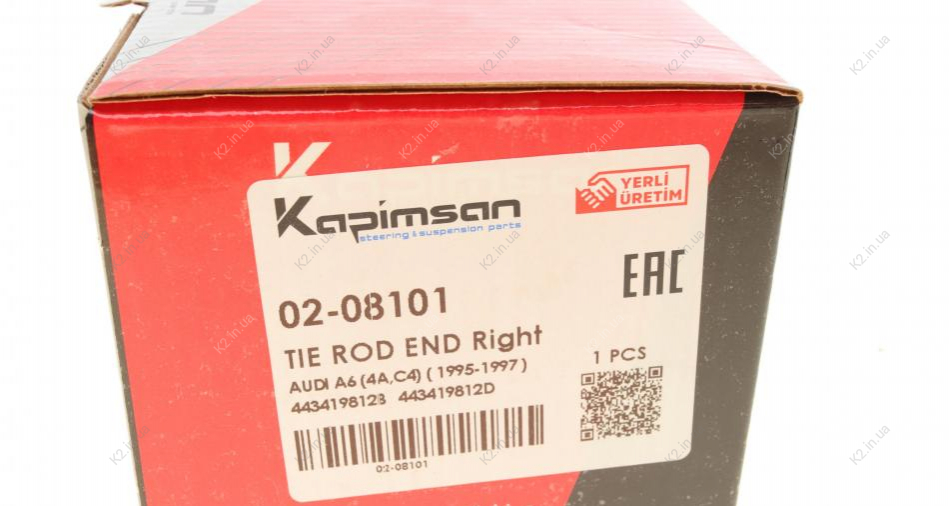 Kapimsan
steering & suspension parts
YERLİ
ÜRETİM
EAC
02-08101
TIE ROD END Right
AUDI A6 (4A,C4) ( 1995-1997 )
443419812B 443419812D
1 PCS
02-08101
K2.in.ua